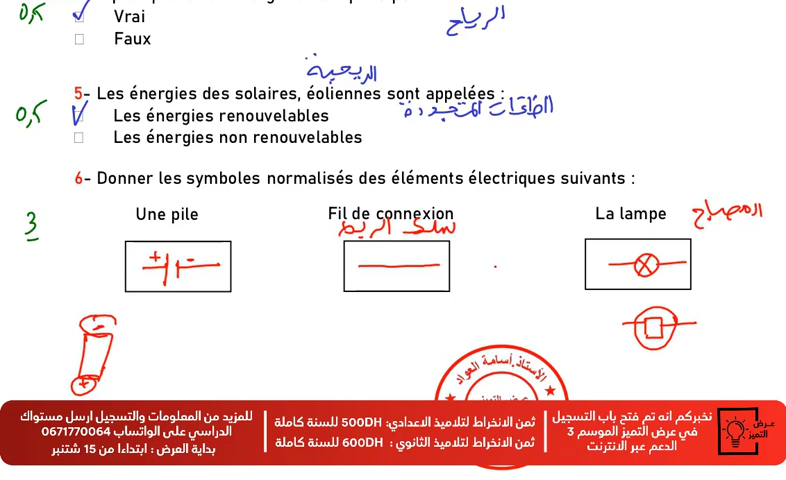 0,5 ✓ Vrai
الرياح
Faux
الريحية
5- Les énergies des solaires, éoliennes sont appelées :
0,5 Les énergies renouvelables
الطاقات المتجددة
Les énergies non renouvelables
6- Donner les symboles normalisés des éléments électriques suivants :
3 Une pile Fil de connexion La lampe المصباح
سلك الربط
+ -
-
+
الأستاذ أسامة العواد
نخبركم انه تم فتح باب التسجيل
في عرض التميز الموسم 3
الدعم عبر الانترنت
ثمن الانخراط لتلاميذ الاعدادي: 500DH للسنة كاملة
ثمن الانخراط لتلاميذ الثانوي : 600DH للسنة كاملة
للمزيد من المعلومات والتسجيل ارسل مستواك
الدراسي على الواتساب 0671770064
بداية العرض : ابتداءا من 15 شتنبر
عرض
التميز